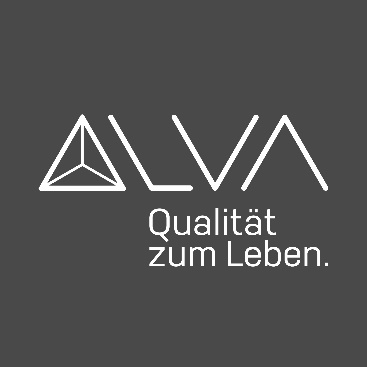 ALVA
Qualität
zum Leben.